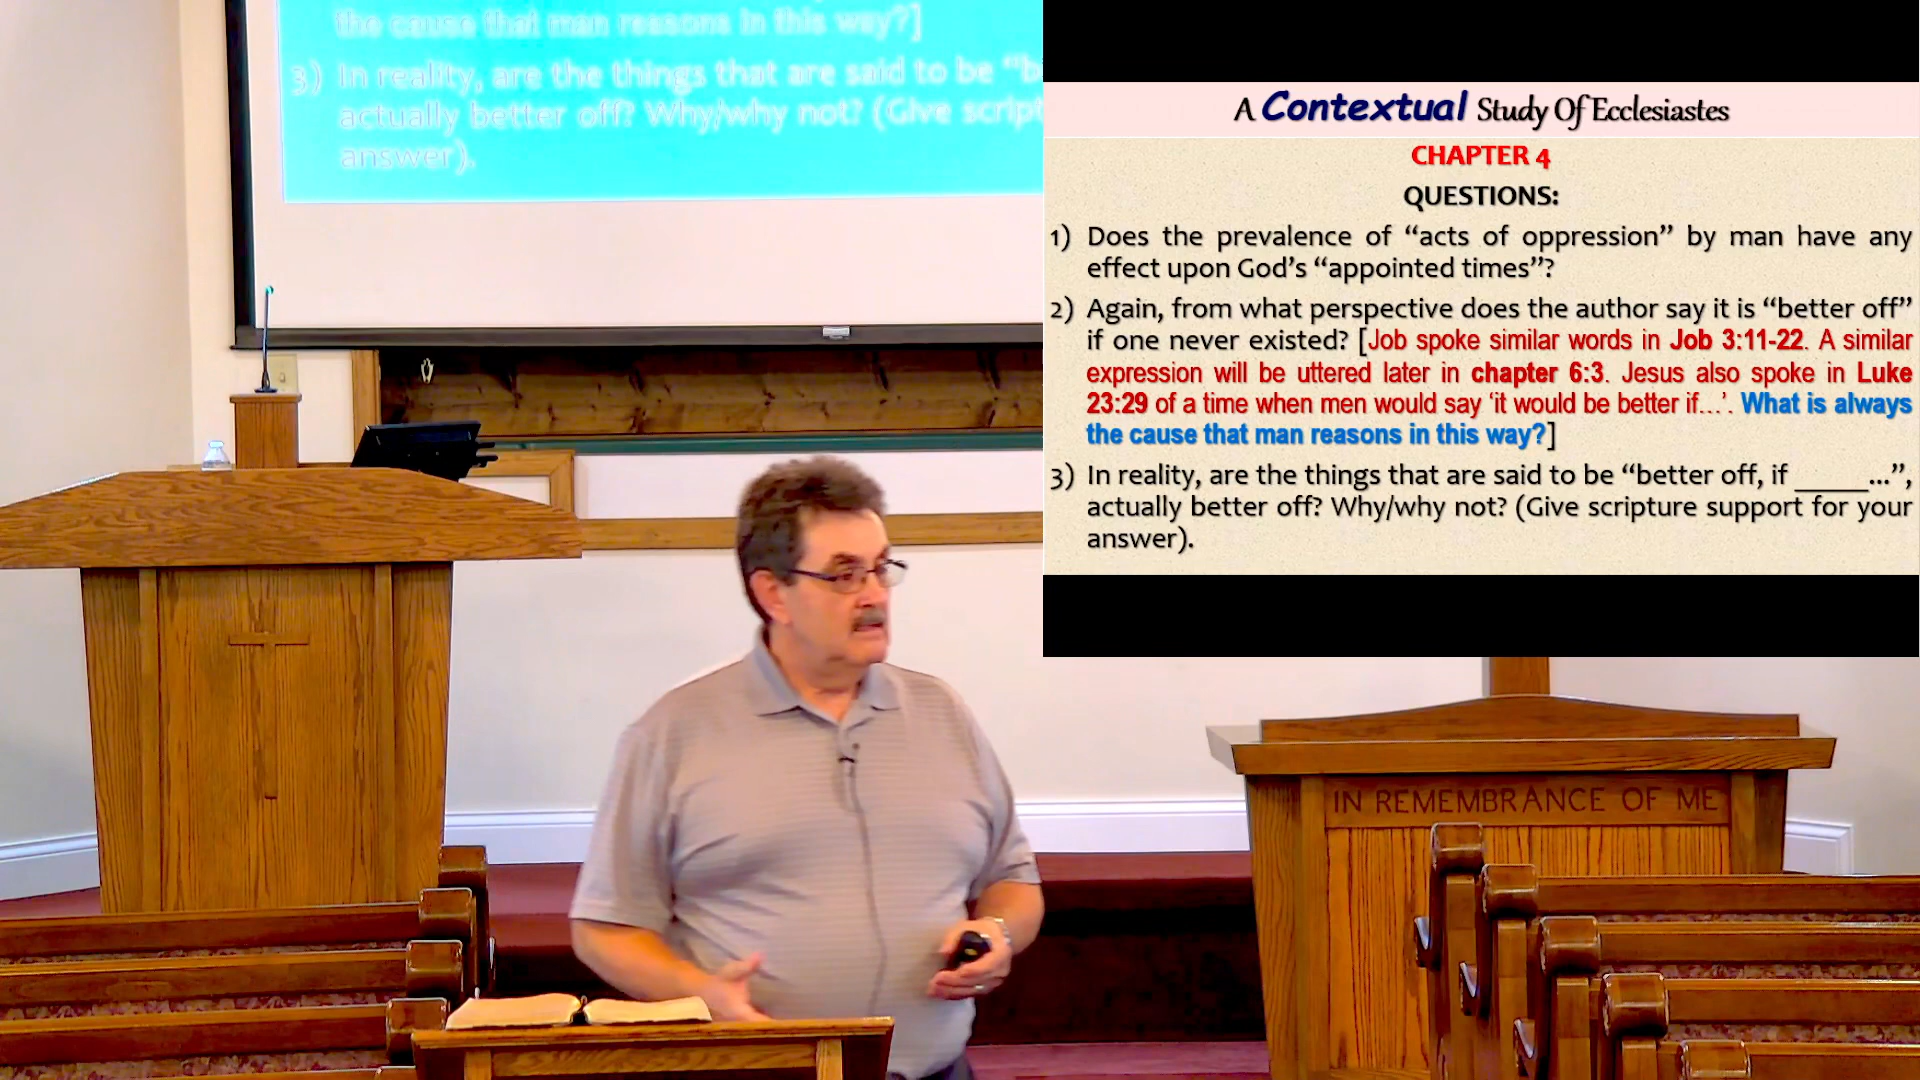 the cause that man reasons in this way?]
3) In reality, are the things that are said to be “b
actually better off? Why/why not? (Give script
answer).
A Contextual Study Of Ecclesiastes
CHAPTER 4
QUESTIONS:
1) Does the prevalence of “acts of oppression” by man have any
effect upon God’s “appointed times”?
2) Again, from what perspective does the author say it is “better off”
if one never existed? [Job spoke similar words in Job 3:11-22. A similar
expression will be uttered later in chapter 6:3. Jesus also spoke in Luke
23:29 of a time when men would say ‘it would be better if…’. What is always
the cause that man reasons in this way?]
3) In reality, are the things that are said to be “better off, if _____...”,
actually better off? Why/why not? (Give scripture support for your
answer).
IN REMEMBRANCE OF ME